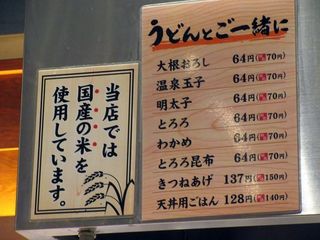 うどんとご一緒に
大根おろし 64円(税込70円)
温泉玉子 64円(税込70円)
明太子 64円(税込70円)
とろろ 64円(税込70円)
わかめ 64円(税込70円)
とろろ昆布 64円(税込70円)
きつねあげ 137円(税込150円)
天丼用ごはん 128円(税込140円)
当店では
国産の米を
使用しています。